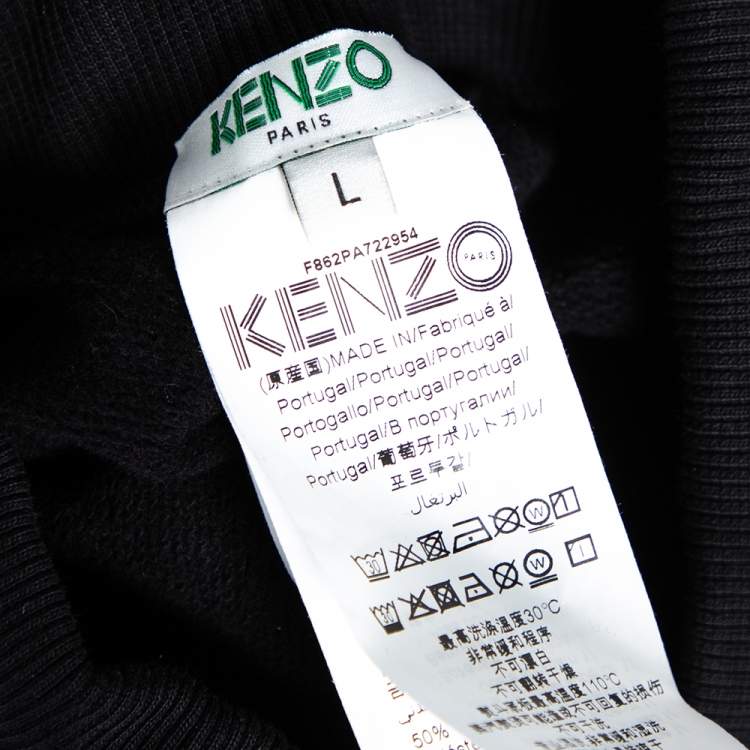 KENZO
PARIS
L
F862PA722954
KENZO
PARIS
(原産国)MADE IN/Fabriqué à/
Portugal/Portugal/Portugal/
Portogallo/Portugal/Portugal/
Portugal/В португалии/
Portugal/葡萄牙/ポルトガル/
포르투갈/
البرتغال
30 W
30 W
最高洗涤温度30°C
非常缓和程序
不可漂白
不可翻转干燥
110°C
50%